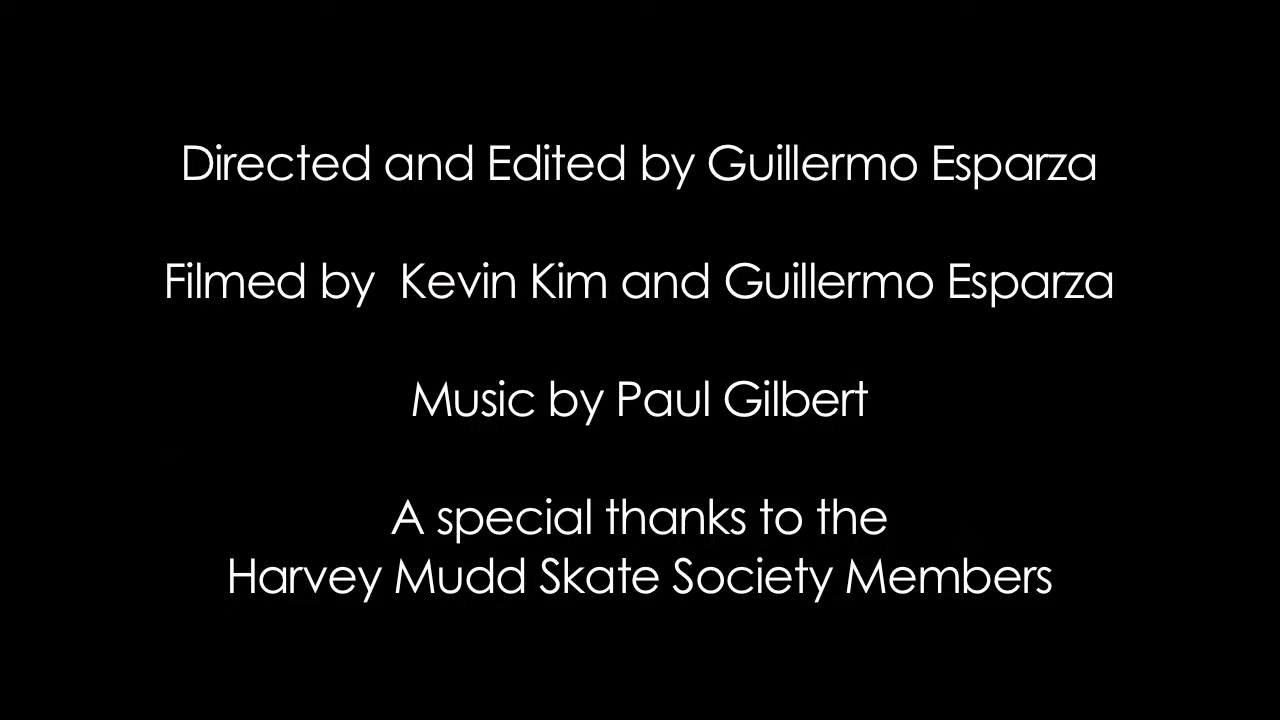 Directed and Edited by Guillermo Esparza
Filmed by  Kevin Kim and Guillermo Esparza
Music by Paul Gilbert
A special thanks to the
Harvey Mudd Skate Society Members